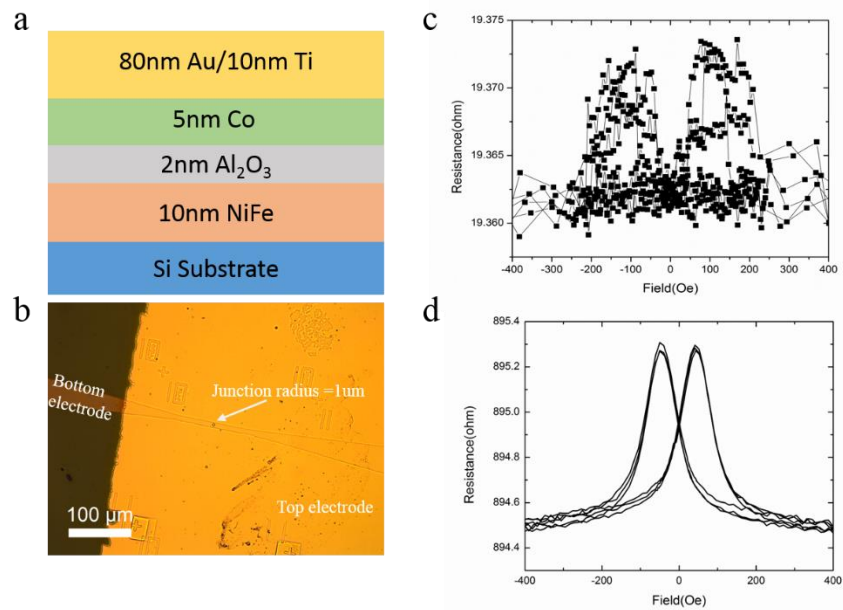 a
80nm Au/10nm Ti
5nm Co
2nm Al₂O₃
10nm NiFe
Si Substrate
b
Bottom
electrode
Junction radius =1um
Top electrode
100 μm
c
19.375
19.370
19.365
19.360
Resistance(ohm)
-400 -300 -200 -100 0 100 200 300 400
Field(Oe)
d
895.4
895.2
895.0
894.8
894.6
894.4
Resistance(ohm)
-400 -200 0 200 400
Field(Oe)